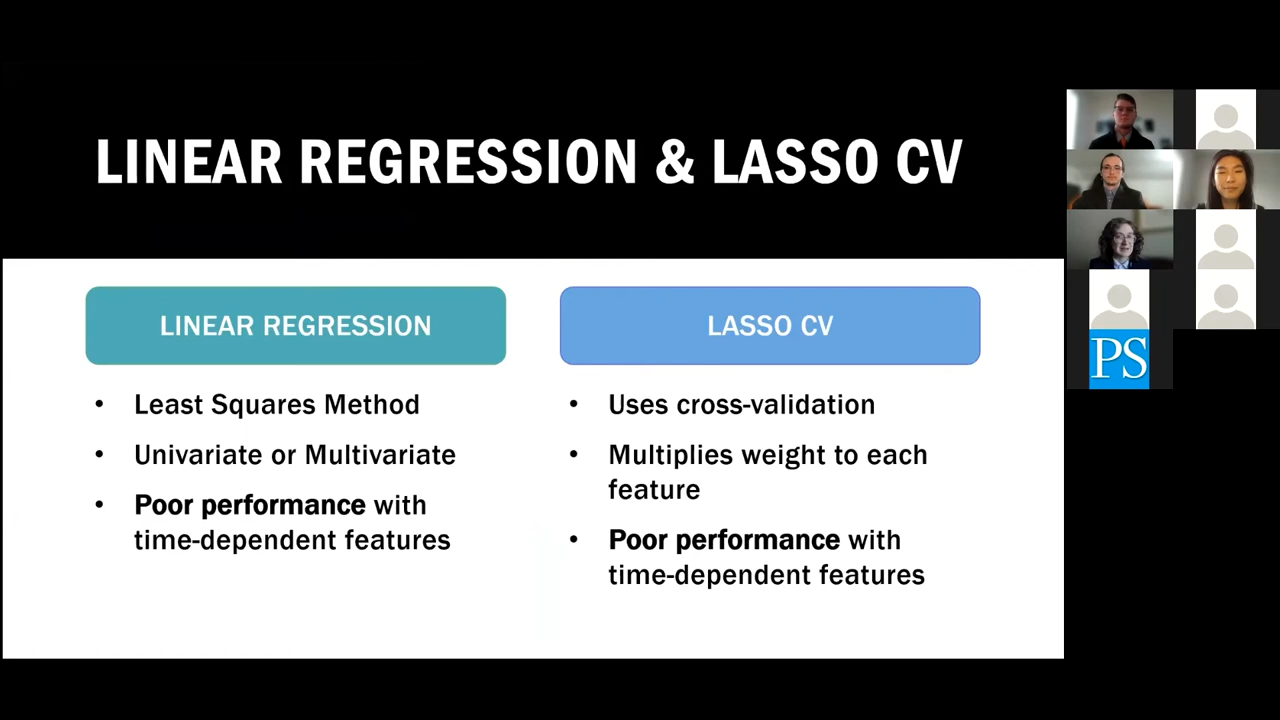 LINEAR REGRESSION & LASSO CV
LINEAR REGRESSION
• Least Squares Method
• Univariate or Multivariate
• Poor performance with
time-dependent features
LASSO CV
• Uses cross-validation
• Multiplies weight to each
feature
• Poor performance with
time-dependent features
PS